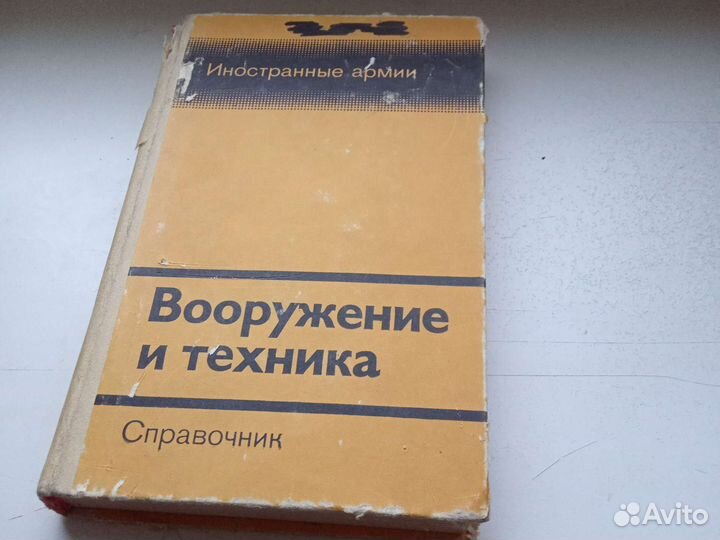 Иностранные армии
Вооружение
и техника
Справочник
Avito